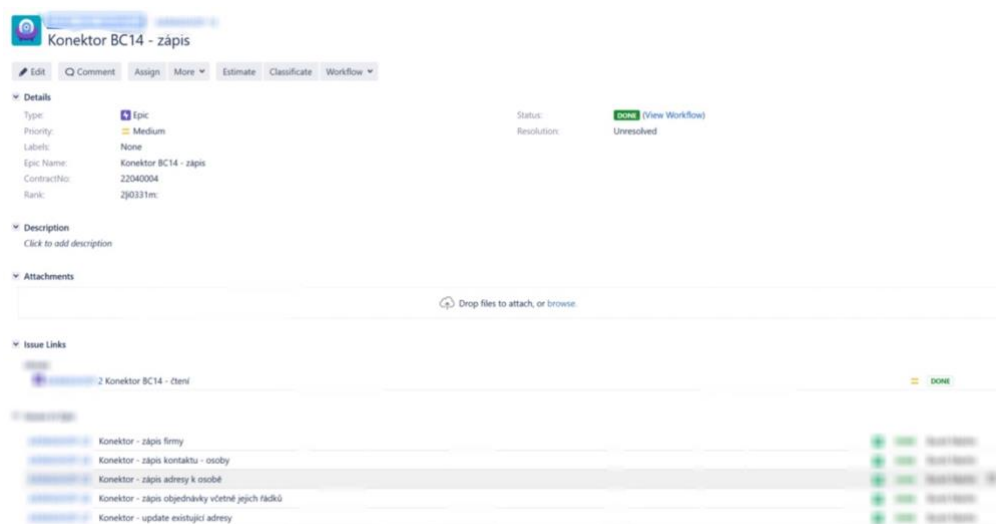 Konektor BC14 - zápis
Edit Comment Assign More Estimate Classificate Workflow
Details
Type: Epic Status: DONE (View Workflow)
Priority: Medium Resolution: Unresolved
Labels: None
Epic Name: Konektor BC14 - zápis
ContractNo: 22040004
Rank: 2ji0331m:
Description
Click to add description
Attachments
Drop files to attach, or browse.
Issue Links
2 Konektor BC14 - čtení DONE
Konektor - zápis firmy
Konektor - zápis kontaktu - osoby
Konektor - zápis adresy k osobě
Konektor - zápis objednávky včetně jejich řádků
Konektor - update existující adresy